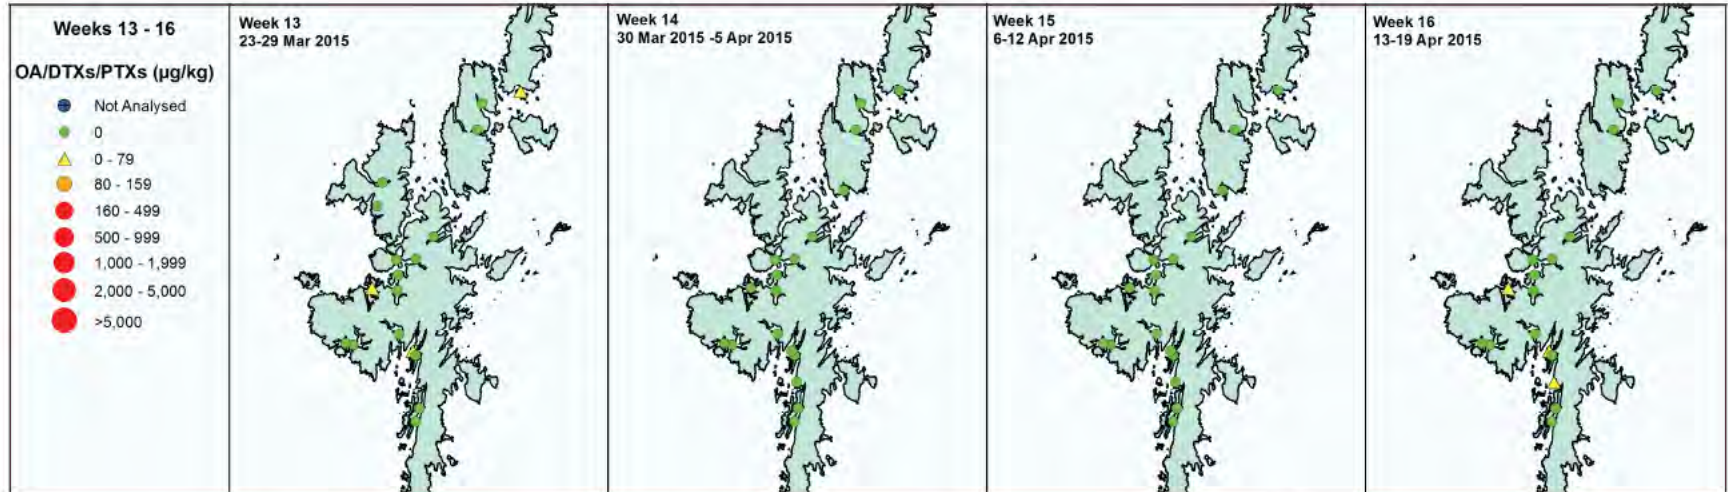 Weeks 13 - 16
OA/DTXs/PTXs (µg/kg)
Not Analysed
0
0 - 79
80 - 159
160 - 499
500 - 999
1,000 - 1,999
2,000 - 5,000
>5,000
Week 13
23-29 Mar 2015
Week 14
30 Mar 2015 -5 Apr 2015
Week 15
6-12 Apr 2015
Week 16
13-19 Apr 2015